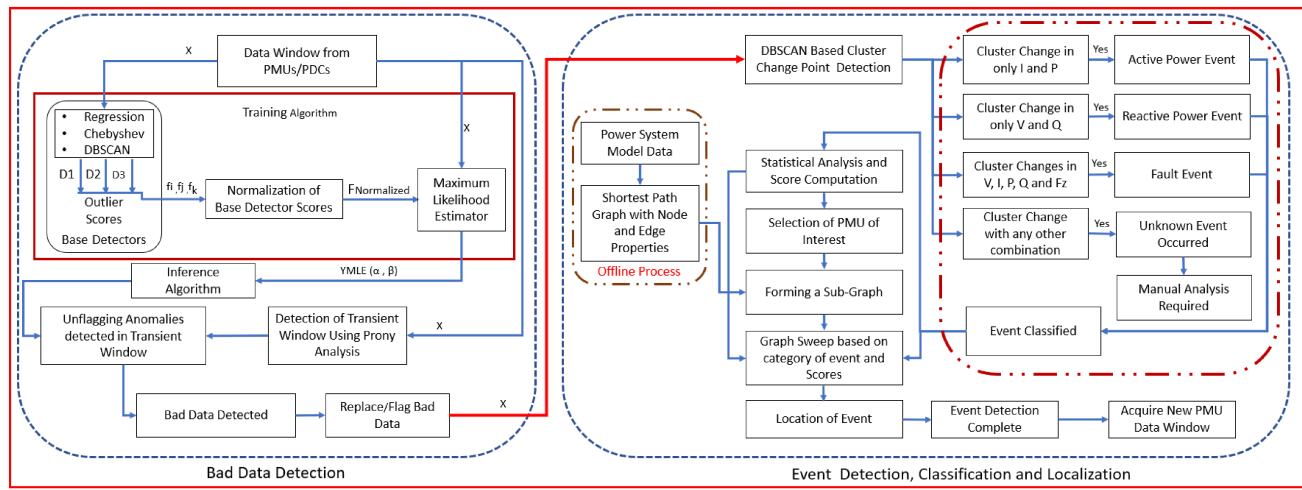 X
Data Window from
PMUs/PDCs
Training Algorithm
• Regression
• Chebyshev
• DBSCAN
D1
D2
D3
Outlier
Scores
Base Detectors
fi ,fj ,fk
Normalization of
Base Detector Scores
FNormalized
X
Maximum
Likelihood
Estimator
YMLE (α , β)
Inference
Algorithm
Unflagging Anomalies
detected in Transient
Window
Detection of Transient
Window Using Prony
Analysis
X
Bad Data Detected
Replace/Flag Bad
Data
X
Bad Data Detection
DBSCAN Based Cluster
Change Point Detection
Power System
Model Data
Shortest Path
Graph with Node
and Edge
Properties
Offline Process
Statistical Analysis and
Score Computation
Selection of PMU of
Interest
Forming a Sub-Graph
Graph Sweep based on
category of event and
Scores
Location of Event
Event Detection
Complete
Acquire New PMU
Data Window
Cluster Change in
only I and P
Yes
Active Power Event
Cluster Change in
only V and Q
Yes
Reactive Power Event
Cluster Changes in
V, I, P, Q and Fz
Yes
Fault Event
Cluster Change
with any other
combination
Yes
Unknown Event
Occurred
Manual Analysis
Required
Event Classified
Event Detection, Classification and Localization